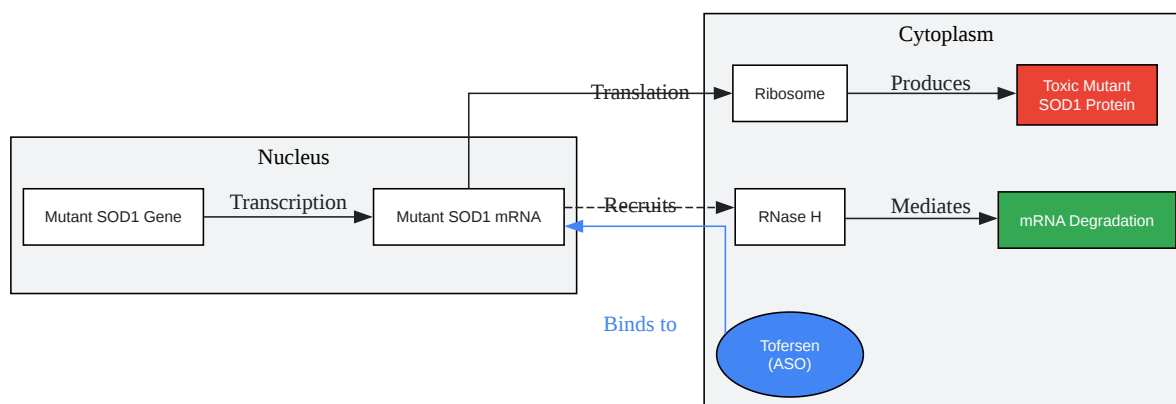 Cytoplasm
Translation
Ribosome
Produces
Toxic Mutant
SOD1 Protein
Nucleus
Mutant SOD1 Gene
Transcription
Mutant SOD1 mRNA
Recruits
RNase H
Mediates
mRNA Degradation
Binds to
Tofersen
(ASO)